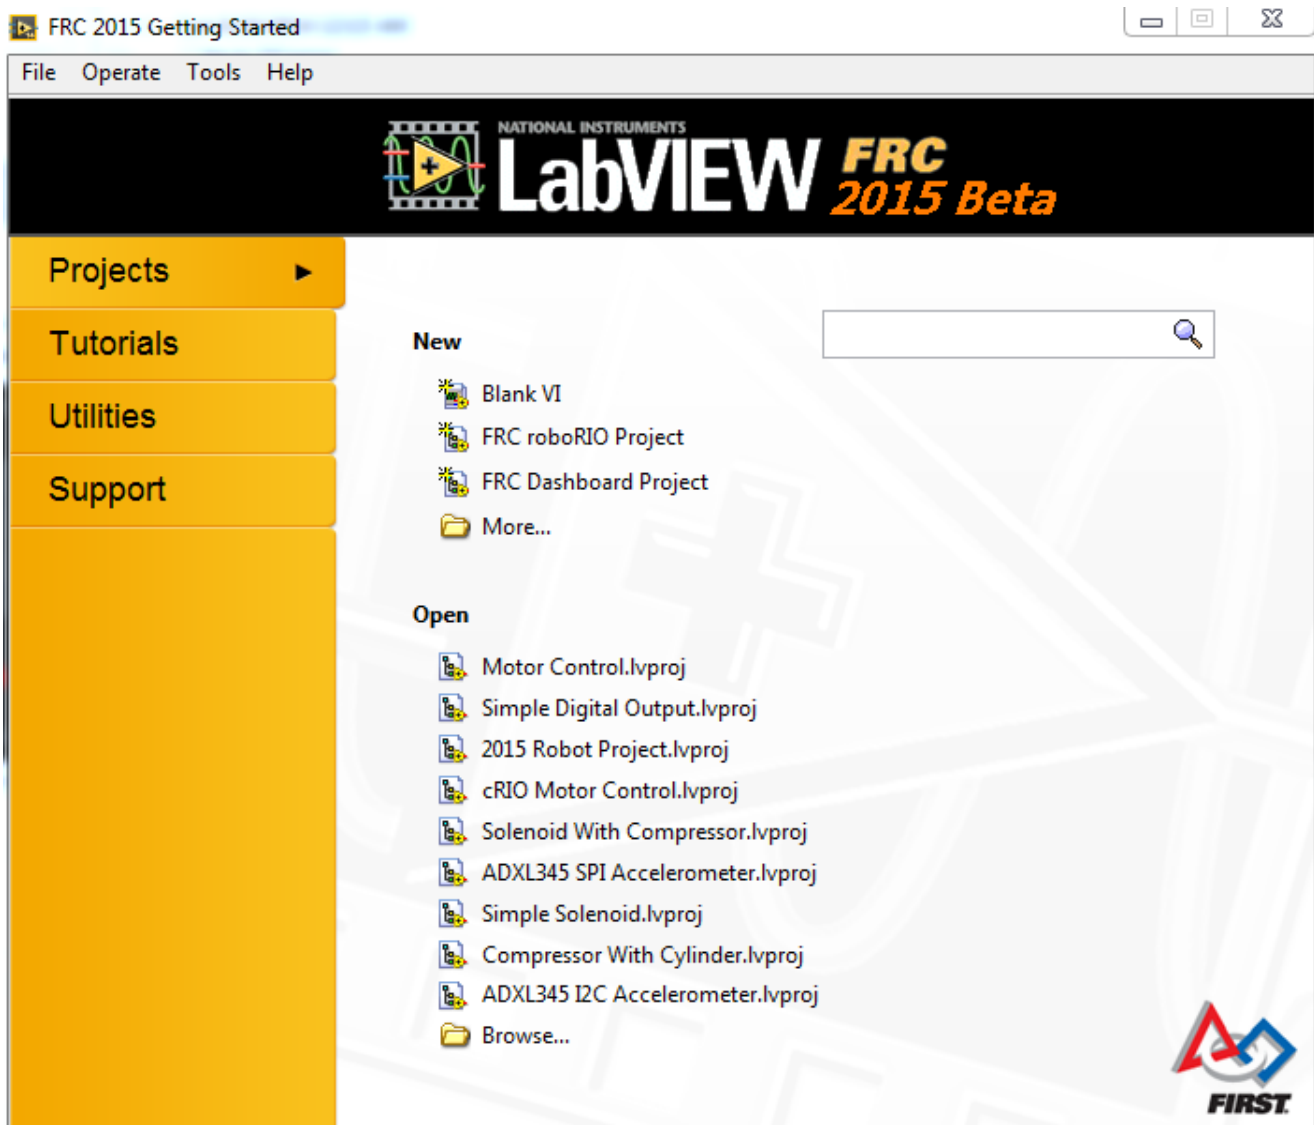 FRC 2015 Getting Started
File Operate Tools Help
NATIONAL INSTRUMENTS
LabVIEW FRC
2015 Beta
Projects
Tutorials
Utilities
Support
New
Blank VI
FRC roboRIO Project
FRC Dashboard Project
More...
Open
Motor Control.lvproj
Simple Digital Output.lvproj
2015 Robot Project.lvproj
cRIO Motor Control.lvproj
Solenoid With Compressor.lvproj
ADXL345 SPI Accelerometer.lvproj
Simple Solenoid.lvproj
Compressor With Cylinder.lvproj
ADXL345 I2C Accelerometer.lvproj
Browse...
FIRST